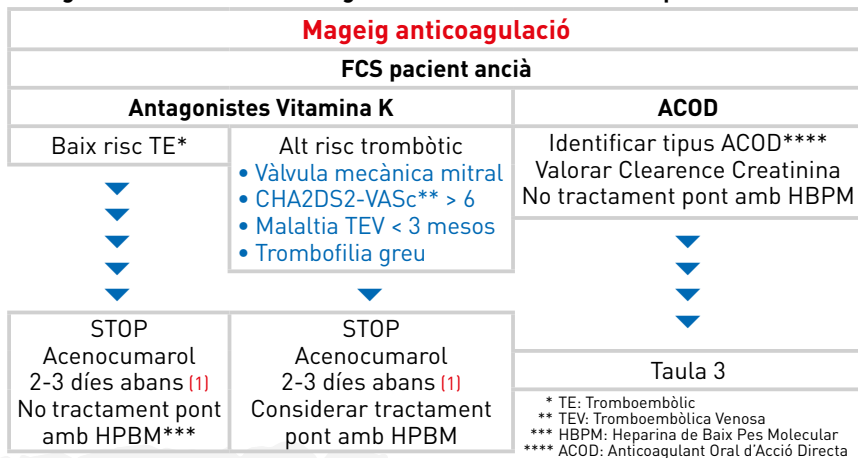 Mageig anticoagulació
FCS pacient ancià
Antagonistes Vitamina K
ACOD
Baix risc TE*
Alt risc trombòtic
• Vàlvula mecànica mitral
• CHA2DS2-VASc** > 6
• Malaltia TEV < 3 mesos
• Trombofilia greu
Identificar tipus ACOD****
Valorar Clearence Creatinina
No tractament pont amb HBPM
STOP
Acenocumarol
2-3 díes abans (1)
No tractament pont
amb HPBM***
STOP
Acenocumarol
2-3 díes abans (1)
Considerar tractament
pont amb HPBM
Taula 3
* TE: Tromboembòlic
** TEV: Tromboembòlica Venosa
*** HBPM: Heparina de Baix Pes Molecular
**** ACOD: Anticoagulant Oral d'Acció Directa